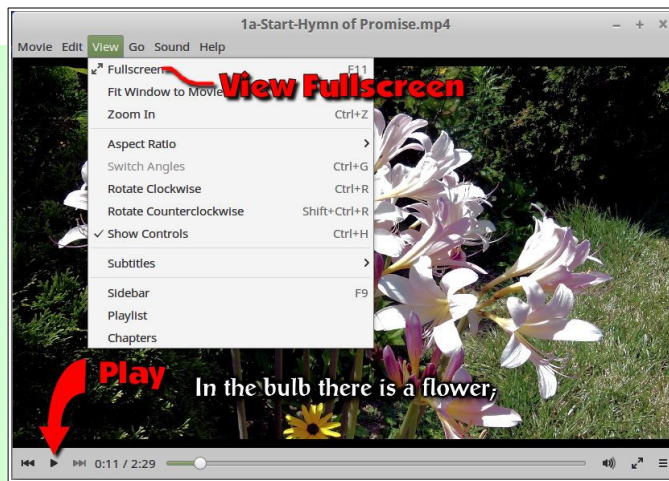 1a-Start-Hymn of Promise.mp4
Movie Edit View Go Sound Help
Fullscreen F11
View Fullscreen
Fit Window to Movie
Zoom In Ctrl+Z
Aspect Ratio
Switch Angles Ctrl+G
Rotate Clockwise Ctrl+R
Rotate Counterclockwise Shift+Ctrl+R
Show Controls Ctrl+H
Subtitles
Sidebar F9
Playlist
Chapters
Play
In the bulb there is a flower;
0:11 / 2:29